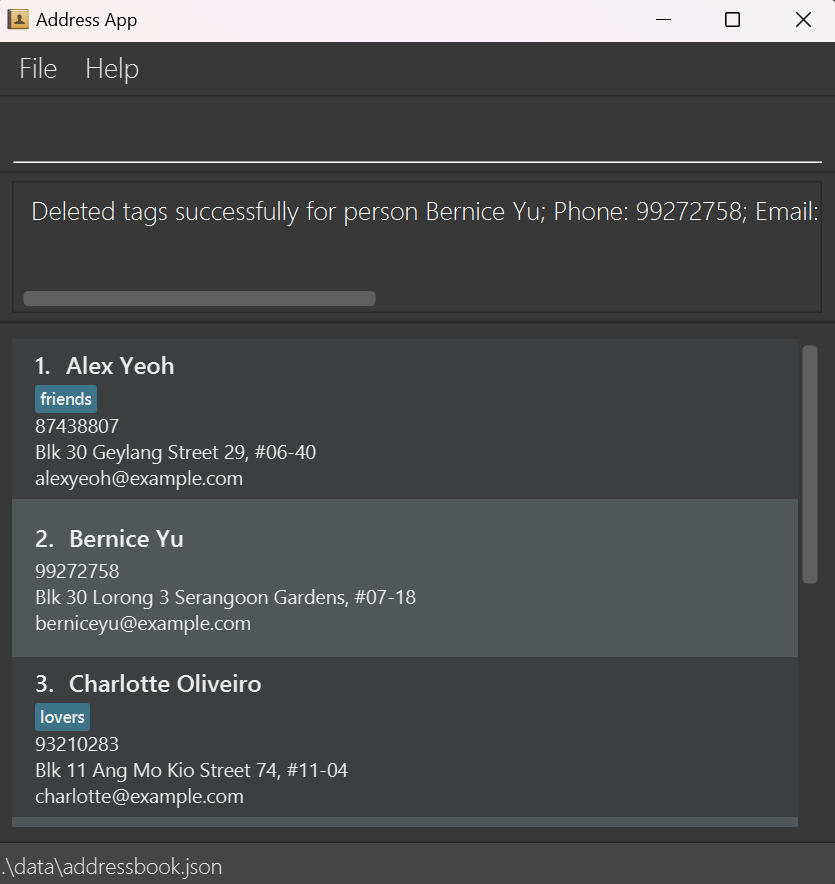 Address App
File Help
Deleted tags successfully for person Bernice Yu; Phone: 99272758; Email:
1. Alex Yeoh
friends
87438807
Blk 30 Geylang Street 29, #06-40
alexyeoh@example.com
2. Bernice Yu
99272758
Blk 30 Lorong 3 Serangoon Gardens, #07-18
berniceyu@example.com
3. Charlotte Oliveiro
lovers
93210283
Blk 11 Ang Mo Kio Street 74, #11-04
charlotte@example.com
.\data\addressbook.json